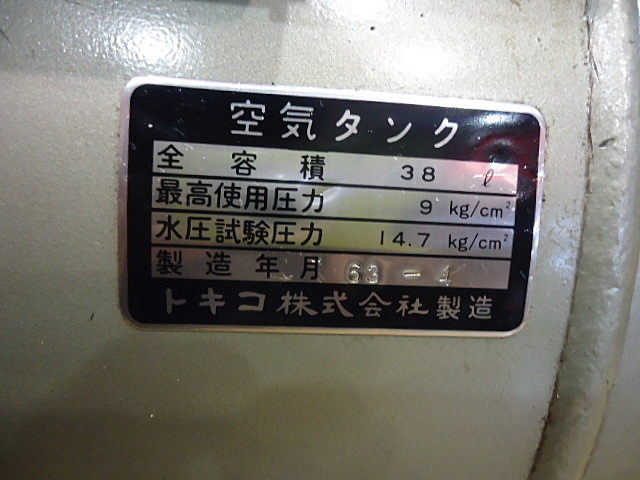 空気タンク
全容積 38 ℓ
最高使用圧力 9 kg/cm²
水圧試験圧力 14.7 kg/cm²
製造年月 63-4
トキコ株式会社製造